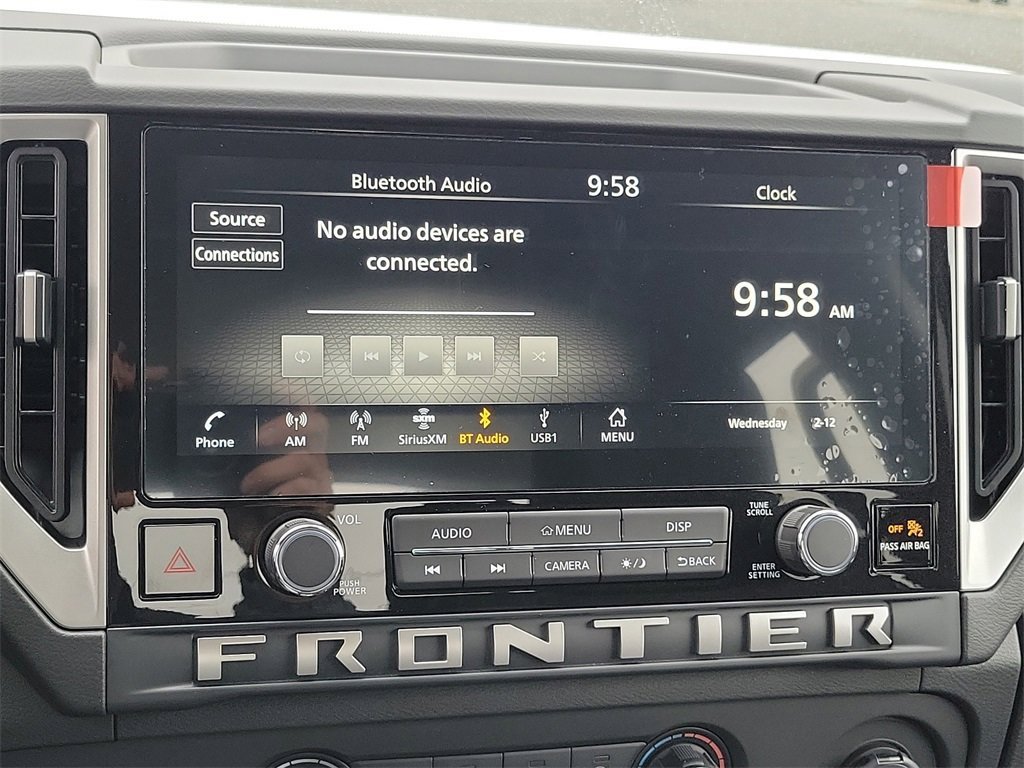 Bluetooth Audio 9:58 Clock
Source
Connections
No audio devices are
connected.
9:58 AM
Wednesday 2-12
Phone AM FM SiriusXM BT Audio USB1 MENU
sxm
VOL
PUSH
POWER
AUDIO MENU DISP
CAMERA BACK
TUNE
SCROLL
ENTER
SETTING
OFF 2
PASS AIR BAG
FRONTIER